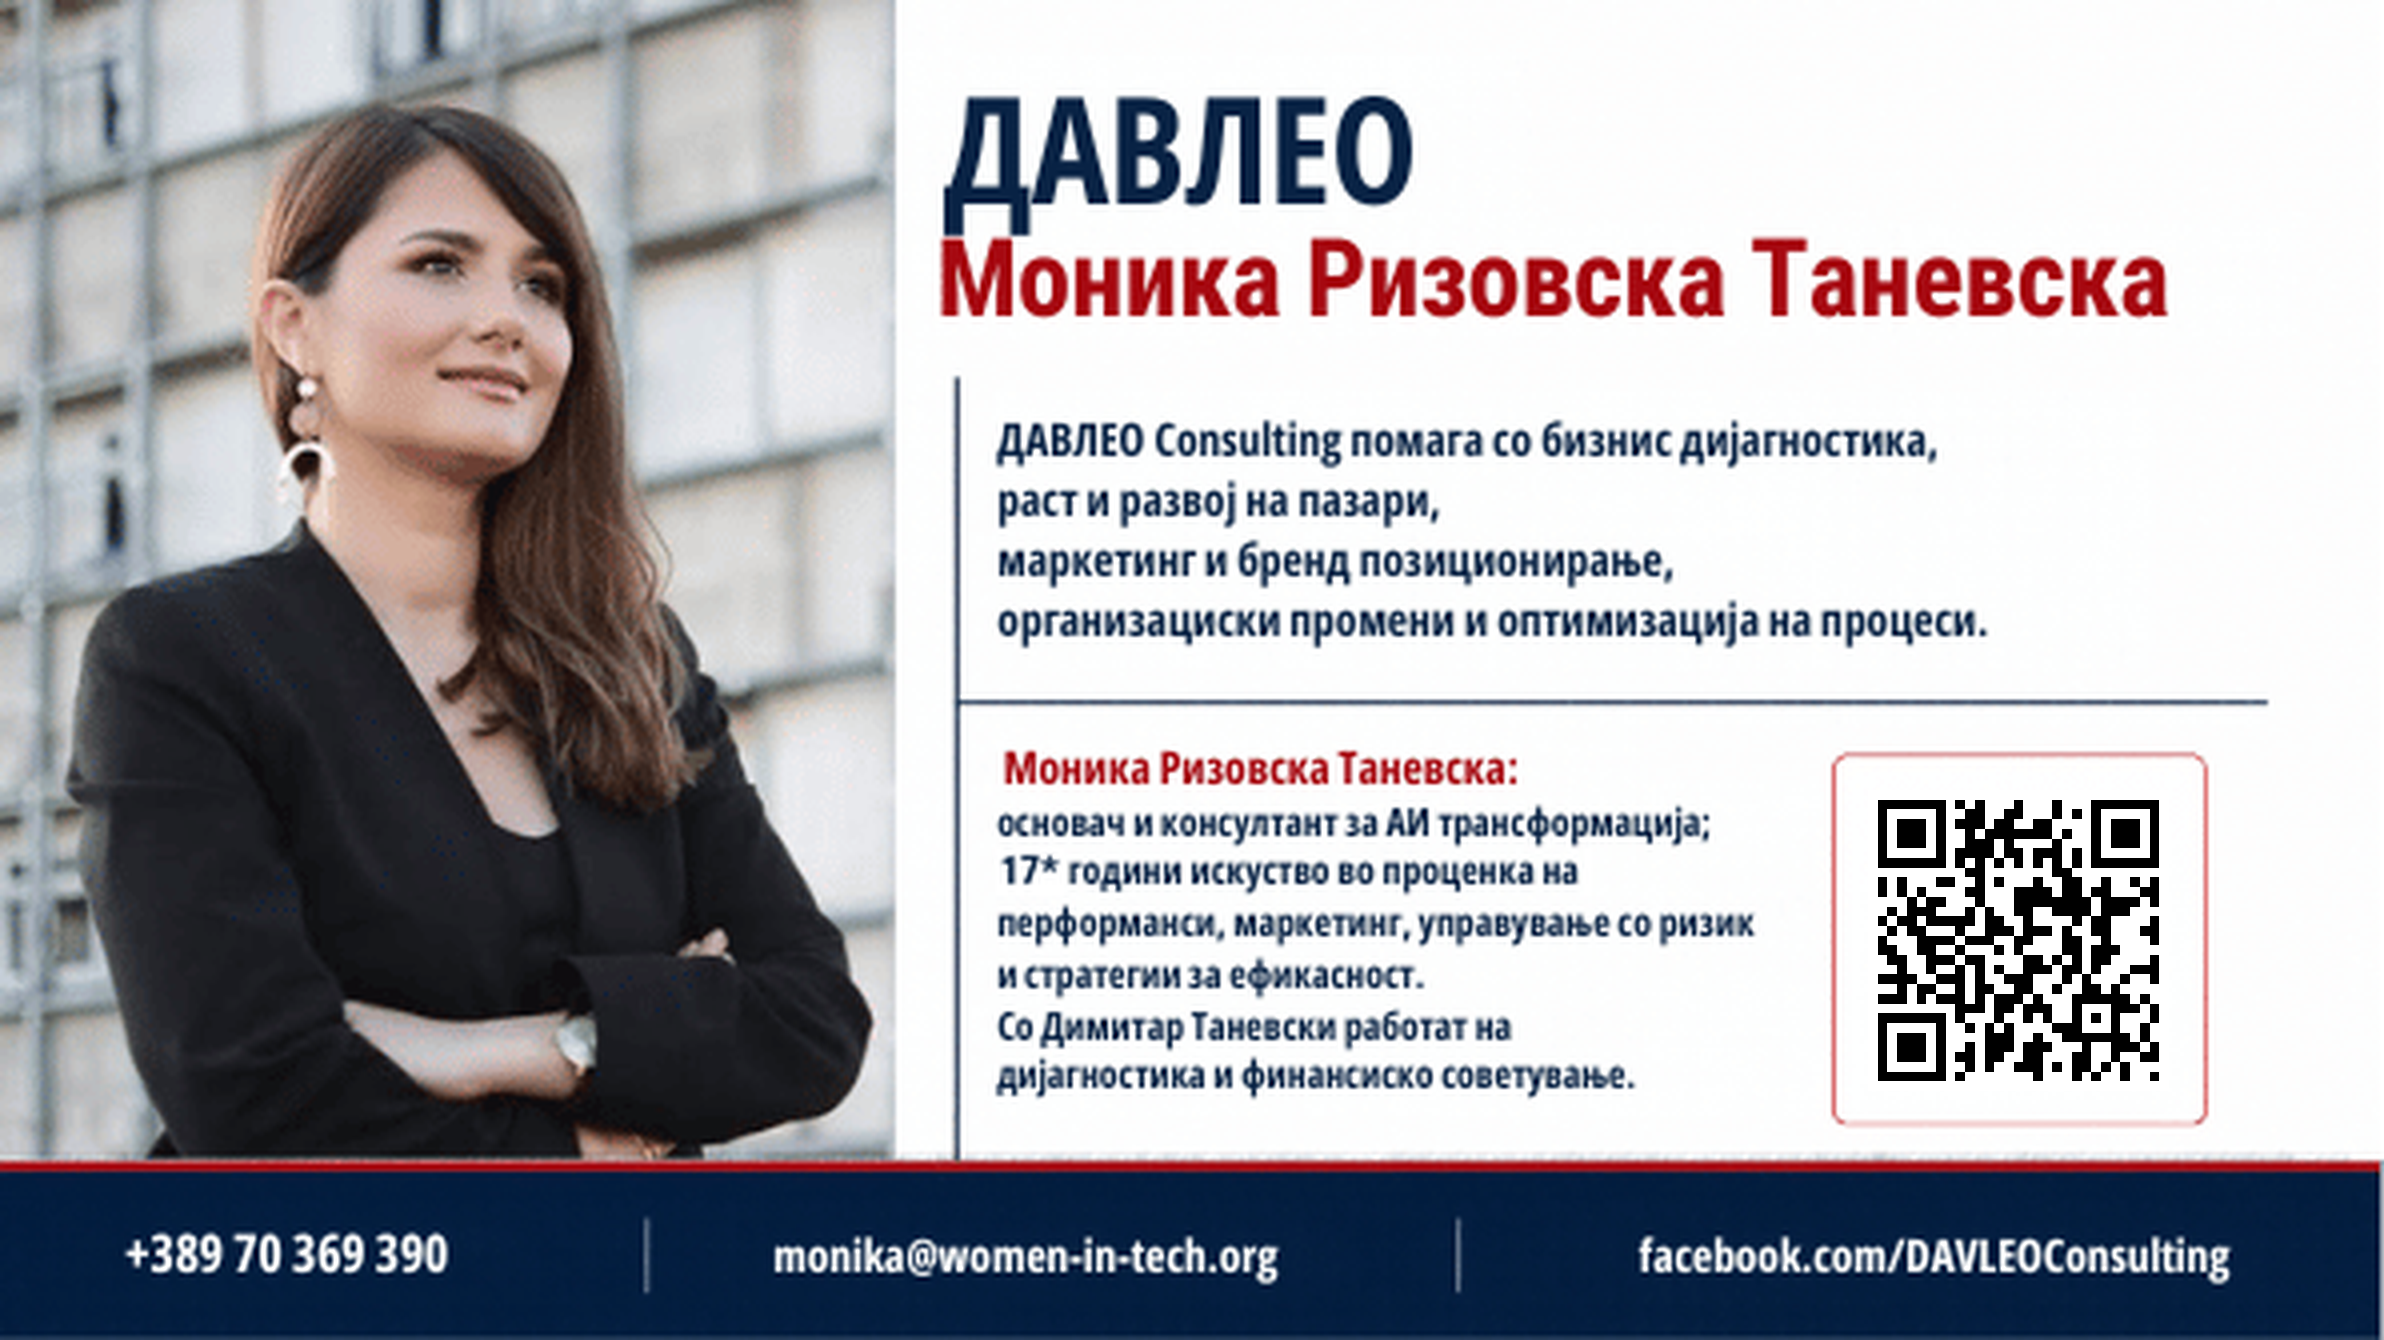 ДАВЛЕО
Моника Ризовска Таневска
ДАВЛЕО Consulting помага со бизнис дијагностика,
раст и развој на пазари,
маркетинг и бренд позиционирање,
организациски промени и оптимизација на процеси.
Моника Ризовска Таневска:
основач и консултант за АИ трансформација;
17* години искуство во проценка на
перформанси, маркетинг, управување со ризик
и стратегии за ефикасност.
Со Димитар Таневски работат на
дијагностика и финансиско советување.
+389 70 369 390
monika@women-in-tech.org
facebook.com/DAVLEOConsulting